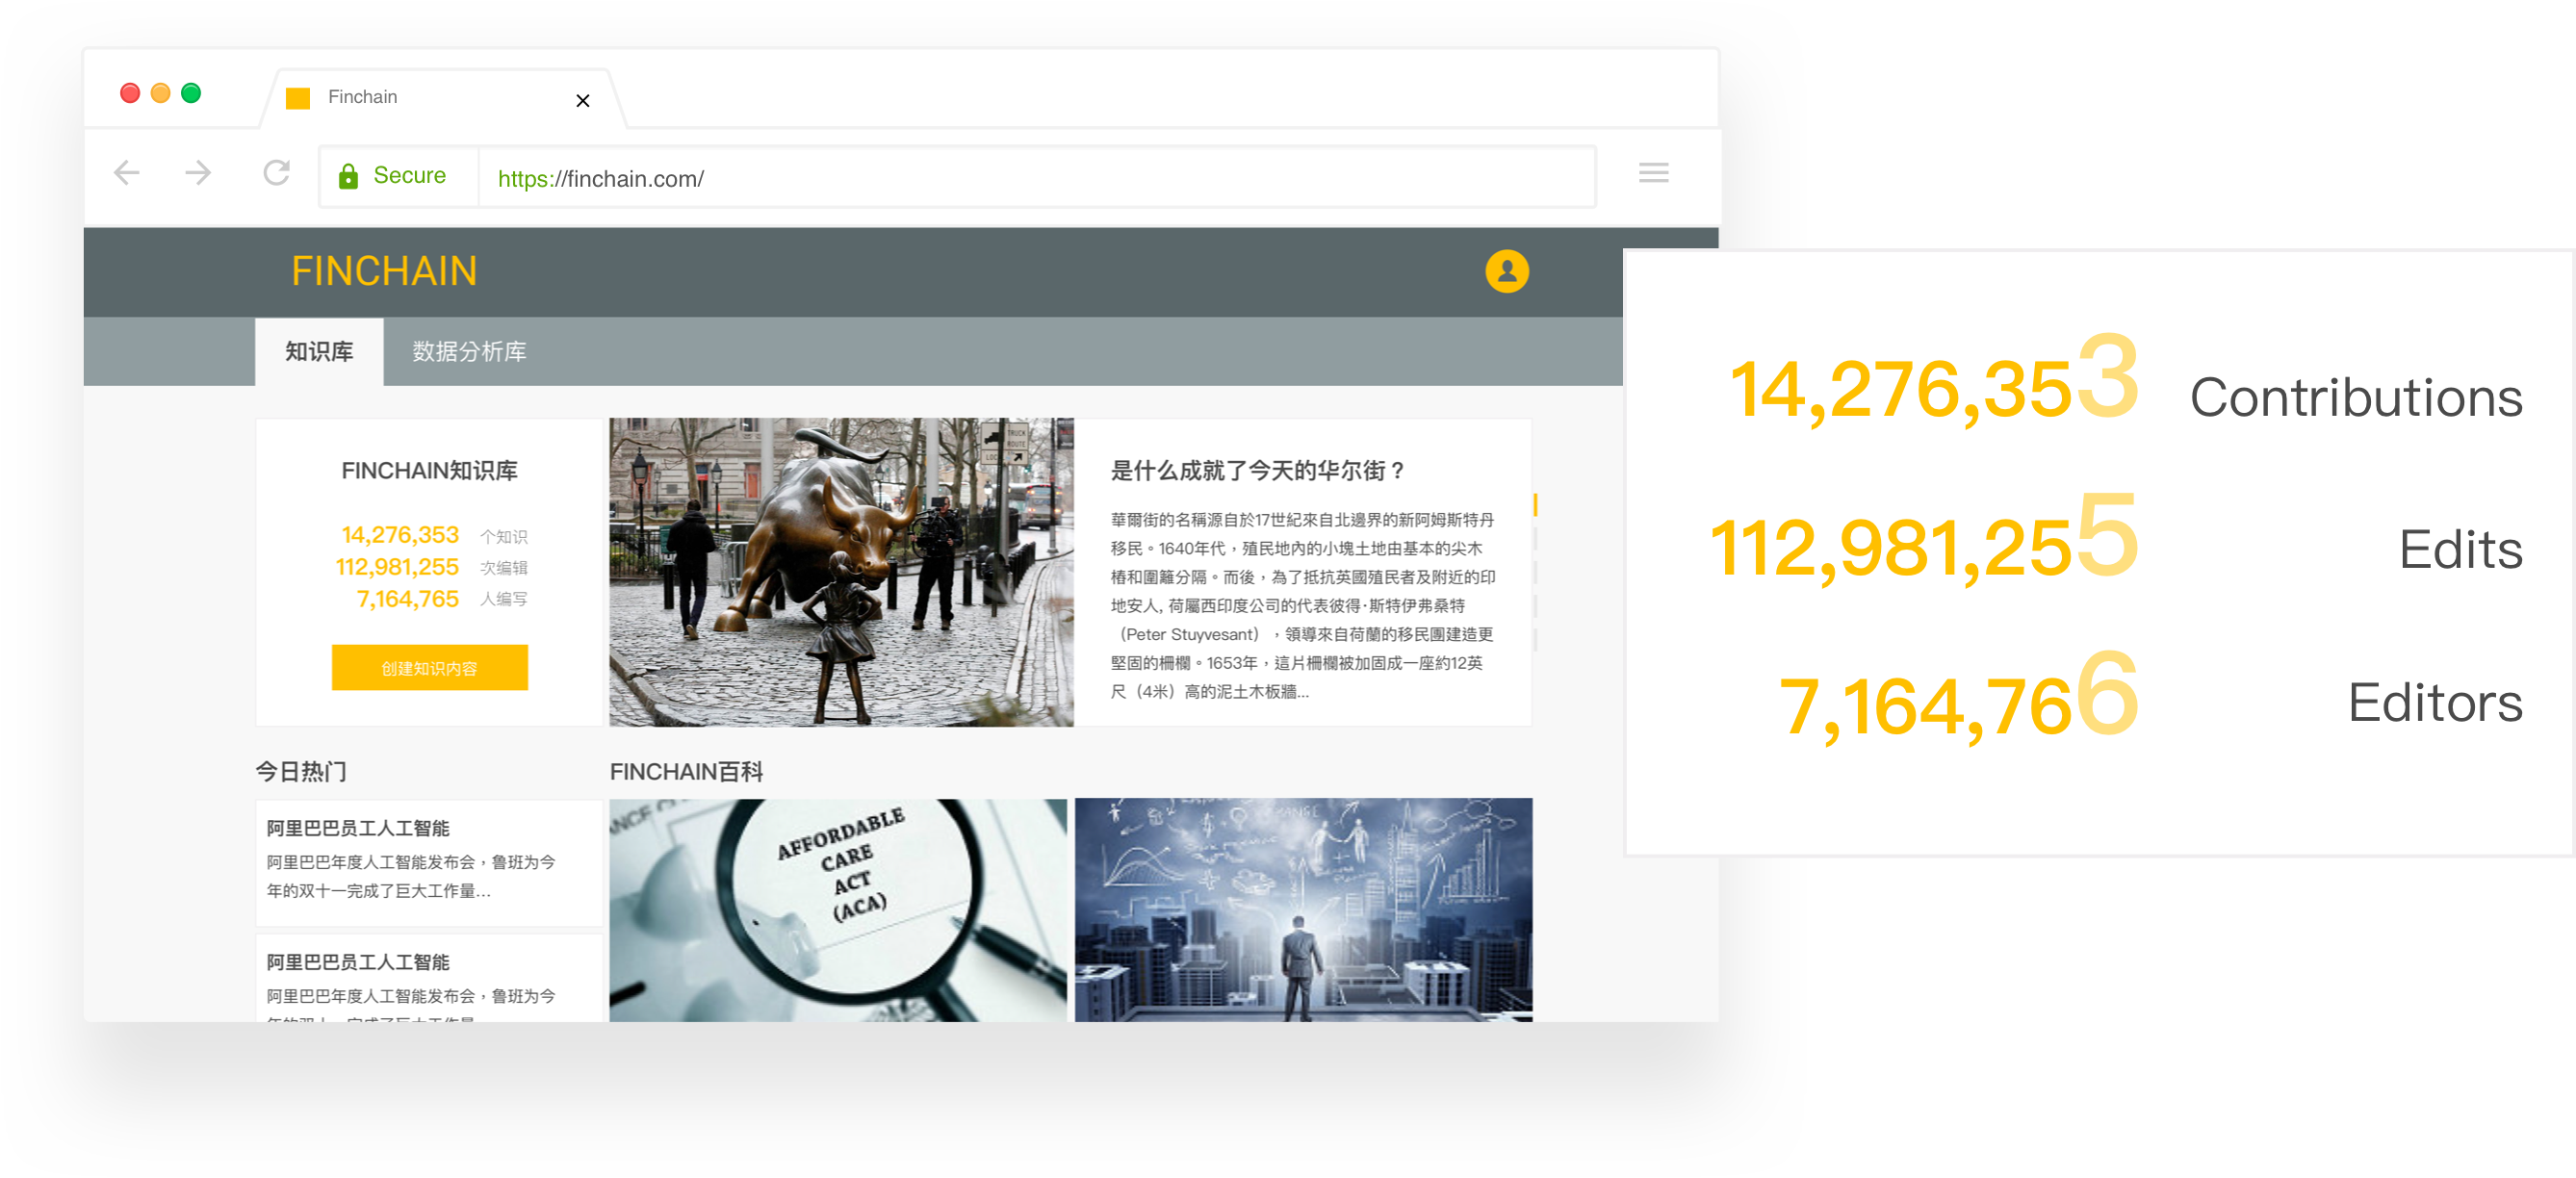 Finchain
Secure
https://finchain.com/
FINCHAIN
知识库
数据分析库
FINCHAIN知识库
14,276,353 个知识
112,981,255 次编辑
7,164,765 人编写
创建知识内容
TRUCK
ROUTE
是什么成就了今天的华尔街？
華爾街的名稱源自於17世紀來自北邊界的新阿姆斯特丹
移民。1640年代，殖民地內的小塊土地由基本的尖木
樁和圍籬分隔。而後，為了抵抗英國殖民者及附近的印
地安人, 荷屬西印度公司的代表彼得·斯特伊弗桑特
（Peter Stuyvesant），領導來自荷蘭的移民團建造更
堅固的柵欄。1653年，這片柵欄被加固成一座約12英
尺（4米）高的泥土木板牆...
14,276,353 Contributions
112,981,255 Edits
7,164,766 Editors
今日热门
阿里巴巴员工人工智能
阿里巴巴年度人工智能发布会，鲁班为今
年的双十一完成了巨大工作量...
阿里巴巴员工人工智能
阿里巴巴年度人工智能发布会，鲁班为今
FINCHAIN百科
AFFORDABLE
CARE
ACT
(ACA)